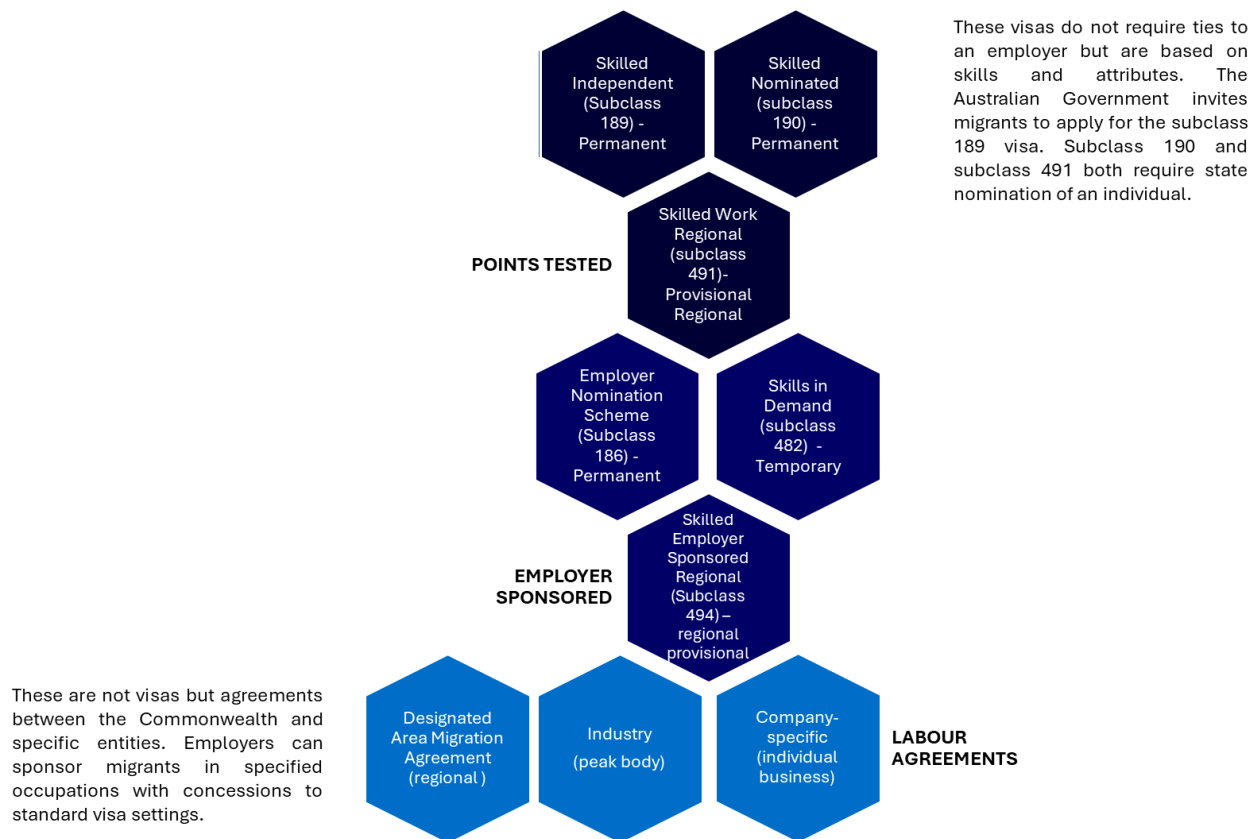 Skilled
Independent
(Subclass
189) -
Permanent
Skilled
Nominated
(subclass
190) -
Permanent
These visas do not require ties to
an employer but are based on
skills and attributes. The
Australian Government invites
migrants to apply for the subclass
189 visa. Subclass 190 and
subclass 491 both require state
nomination of an individual.
POINTS TESTED
Skilled Work
Regional
(subclass
491)-
Provisional
Regional
Employer
Nomination
Scheme
(Subclass
186) -
Permanent
Skills in
Demand
(subclass
482)  -
Temporary
EMPLOYER
SPONSORED
Skilled
Employer
Sponsored
Regional
(Subclass
494) –
regional
provisional
These are not visas but agreements
between the Commonwealth and
specific entities. Employers can
sponsor migrants in specified
occupations with concessions to
standard visa settings.
Designated
Area Migration
Agreement
(regional )
Industry
(peak body)
Company-
specific
(individual
business)
LABOUR
AGREEMENTS